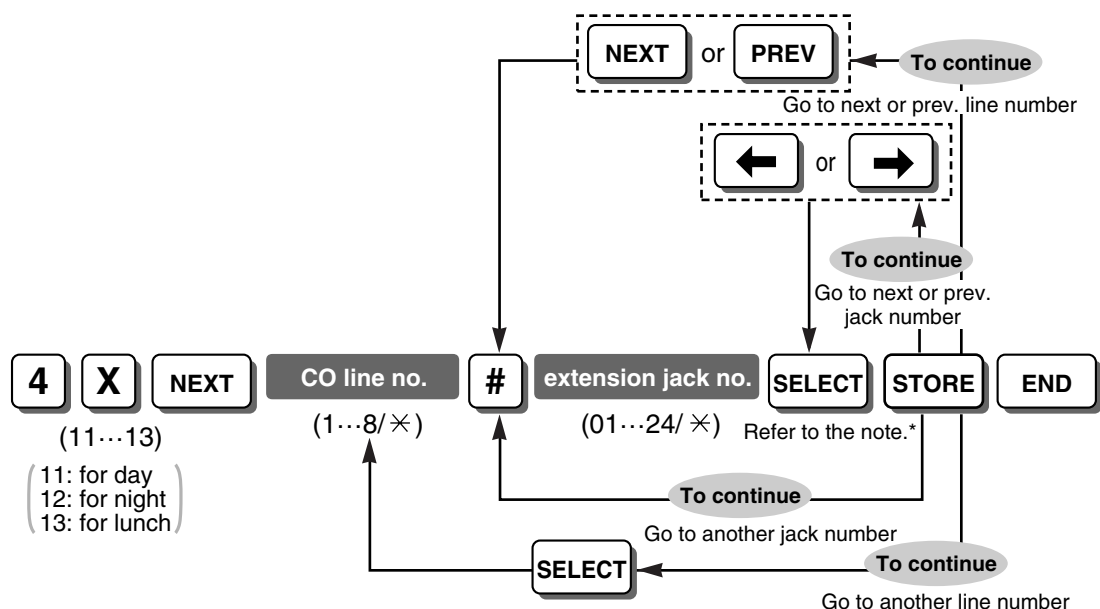 NEXT or PREV
To continue
Go to next or prev. line number
← or →
To continue
Go to next or prev.
jack number
4 X NEXT CO line no. # extension jack no. SELECT STORE END
(11···13) (1···8/✳) (01···24/✳) Refer to the note.*
11: for day
12: for night
13: for lunch
To continue
Go to another jack number
SELECT
To continue
Go to another line number